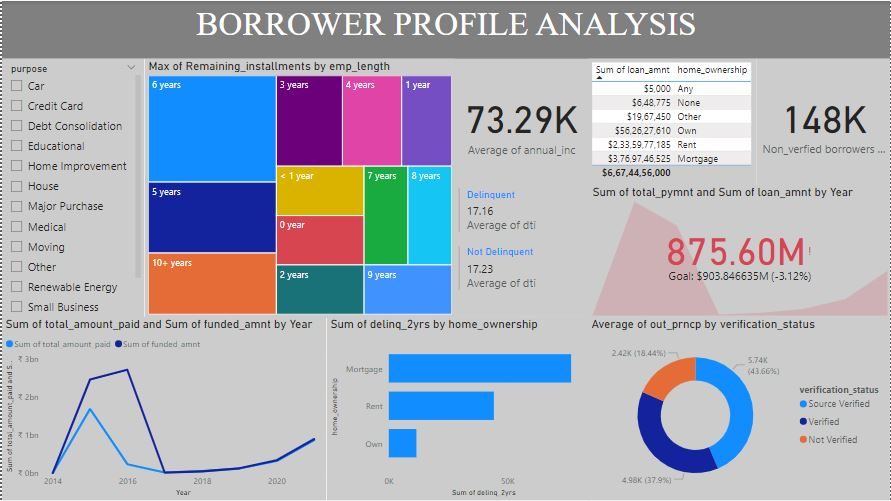 BORROWER PROFILE ANALYSIS
purpose
Car
Credit Card
Debt Consolidation
Educational
Home Improvement
House
Major Purchase
Medical
Moving
Other
Renewable Energy
Small Business
Max of Remaining_installments by emp_length
6 years
3 years
4 years
1 year
5 years
< 1 year
7 years
8 years
0 year
10+ years
2 years
9 years
73.29K
Average of annual_inc
Delinquent
17.16
Average of dti
Not Delinquent
17.23
Average of dti
Sum of loan_amnt home_ownership
$5,000 Any
$6,48,775 None
$19,67,450 Other
$56,26,27,610 Own
$2,33,59,77,185 Rent
$3,76,97,46,525 Mortgage
$6,67,44,56,000
148K
Non_verfied borrowers ...
Sum of total_pymnt and Sum of loan_amnt by Year
875.60M!
Goal: $903.846635M (-3.12%)
Sum of total_amount_paid and Sum of funded_amnt by Year
Sum of total_amount_paid Sum of funded_amnt
Sum of total_amount_paid and S...
₹ 3bn
₹ 2bn
₹ 1bn
₹ 0bn
2014 2016 2018 2020
Year
Sum of delinq_2yrs by home_ownership
home_ownership
Mortgage
Rent
Own
0K 50K
Sum of delinq_2yrs
Average of out_prncp by verification_status
2.42K (18.44%)
5.74K
(43.66%)
4.98K (37.9%)
verification_status
Source Verified
Verified
Not Verified